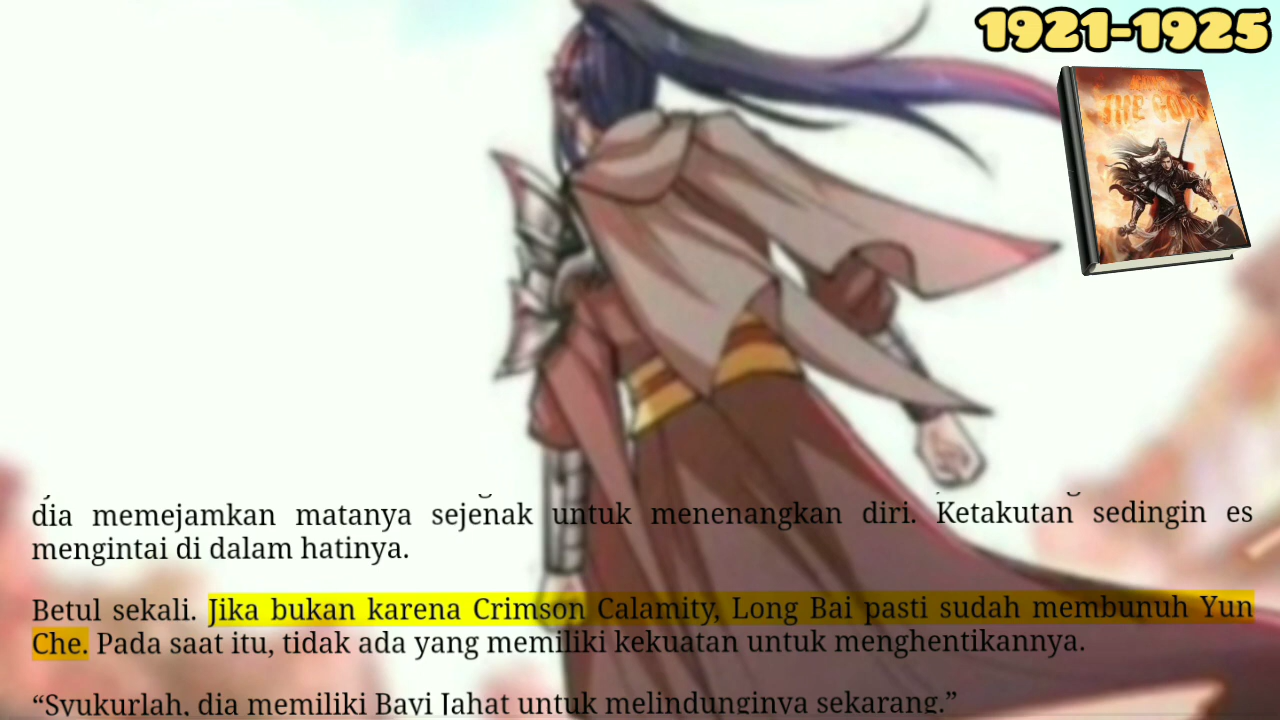 1921-1925
THE GODS
dia memejamkan matanya sejenak untuk menenangkan diri. Ketakutan sedingin es
mengintai di dalam hatinya.
Betul sekali. Jika bukan karena Crimson Calamity, Long Bai pasti sudah membunuh Yun
Che. Pada saat itu, tidak ada yang memiliki kekuatan untuk menghentikannya.
“Syukurlah, dia memiliki Bayi Jahat untuk melindunginya sekarang.”